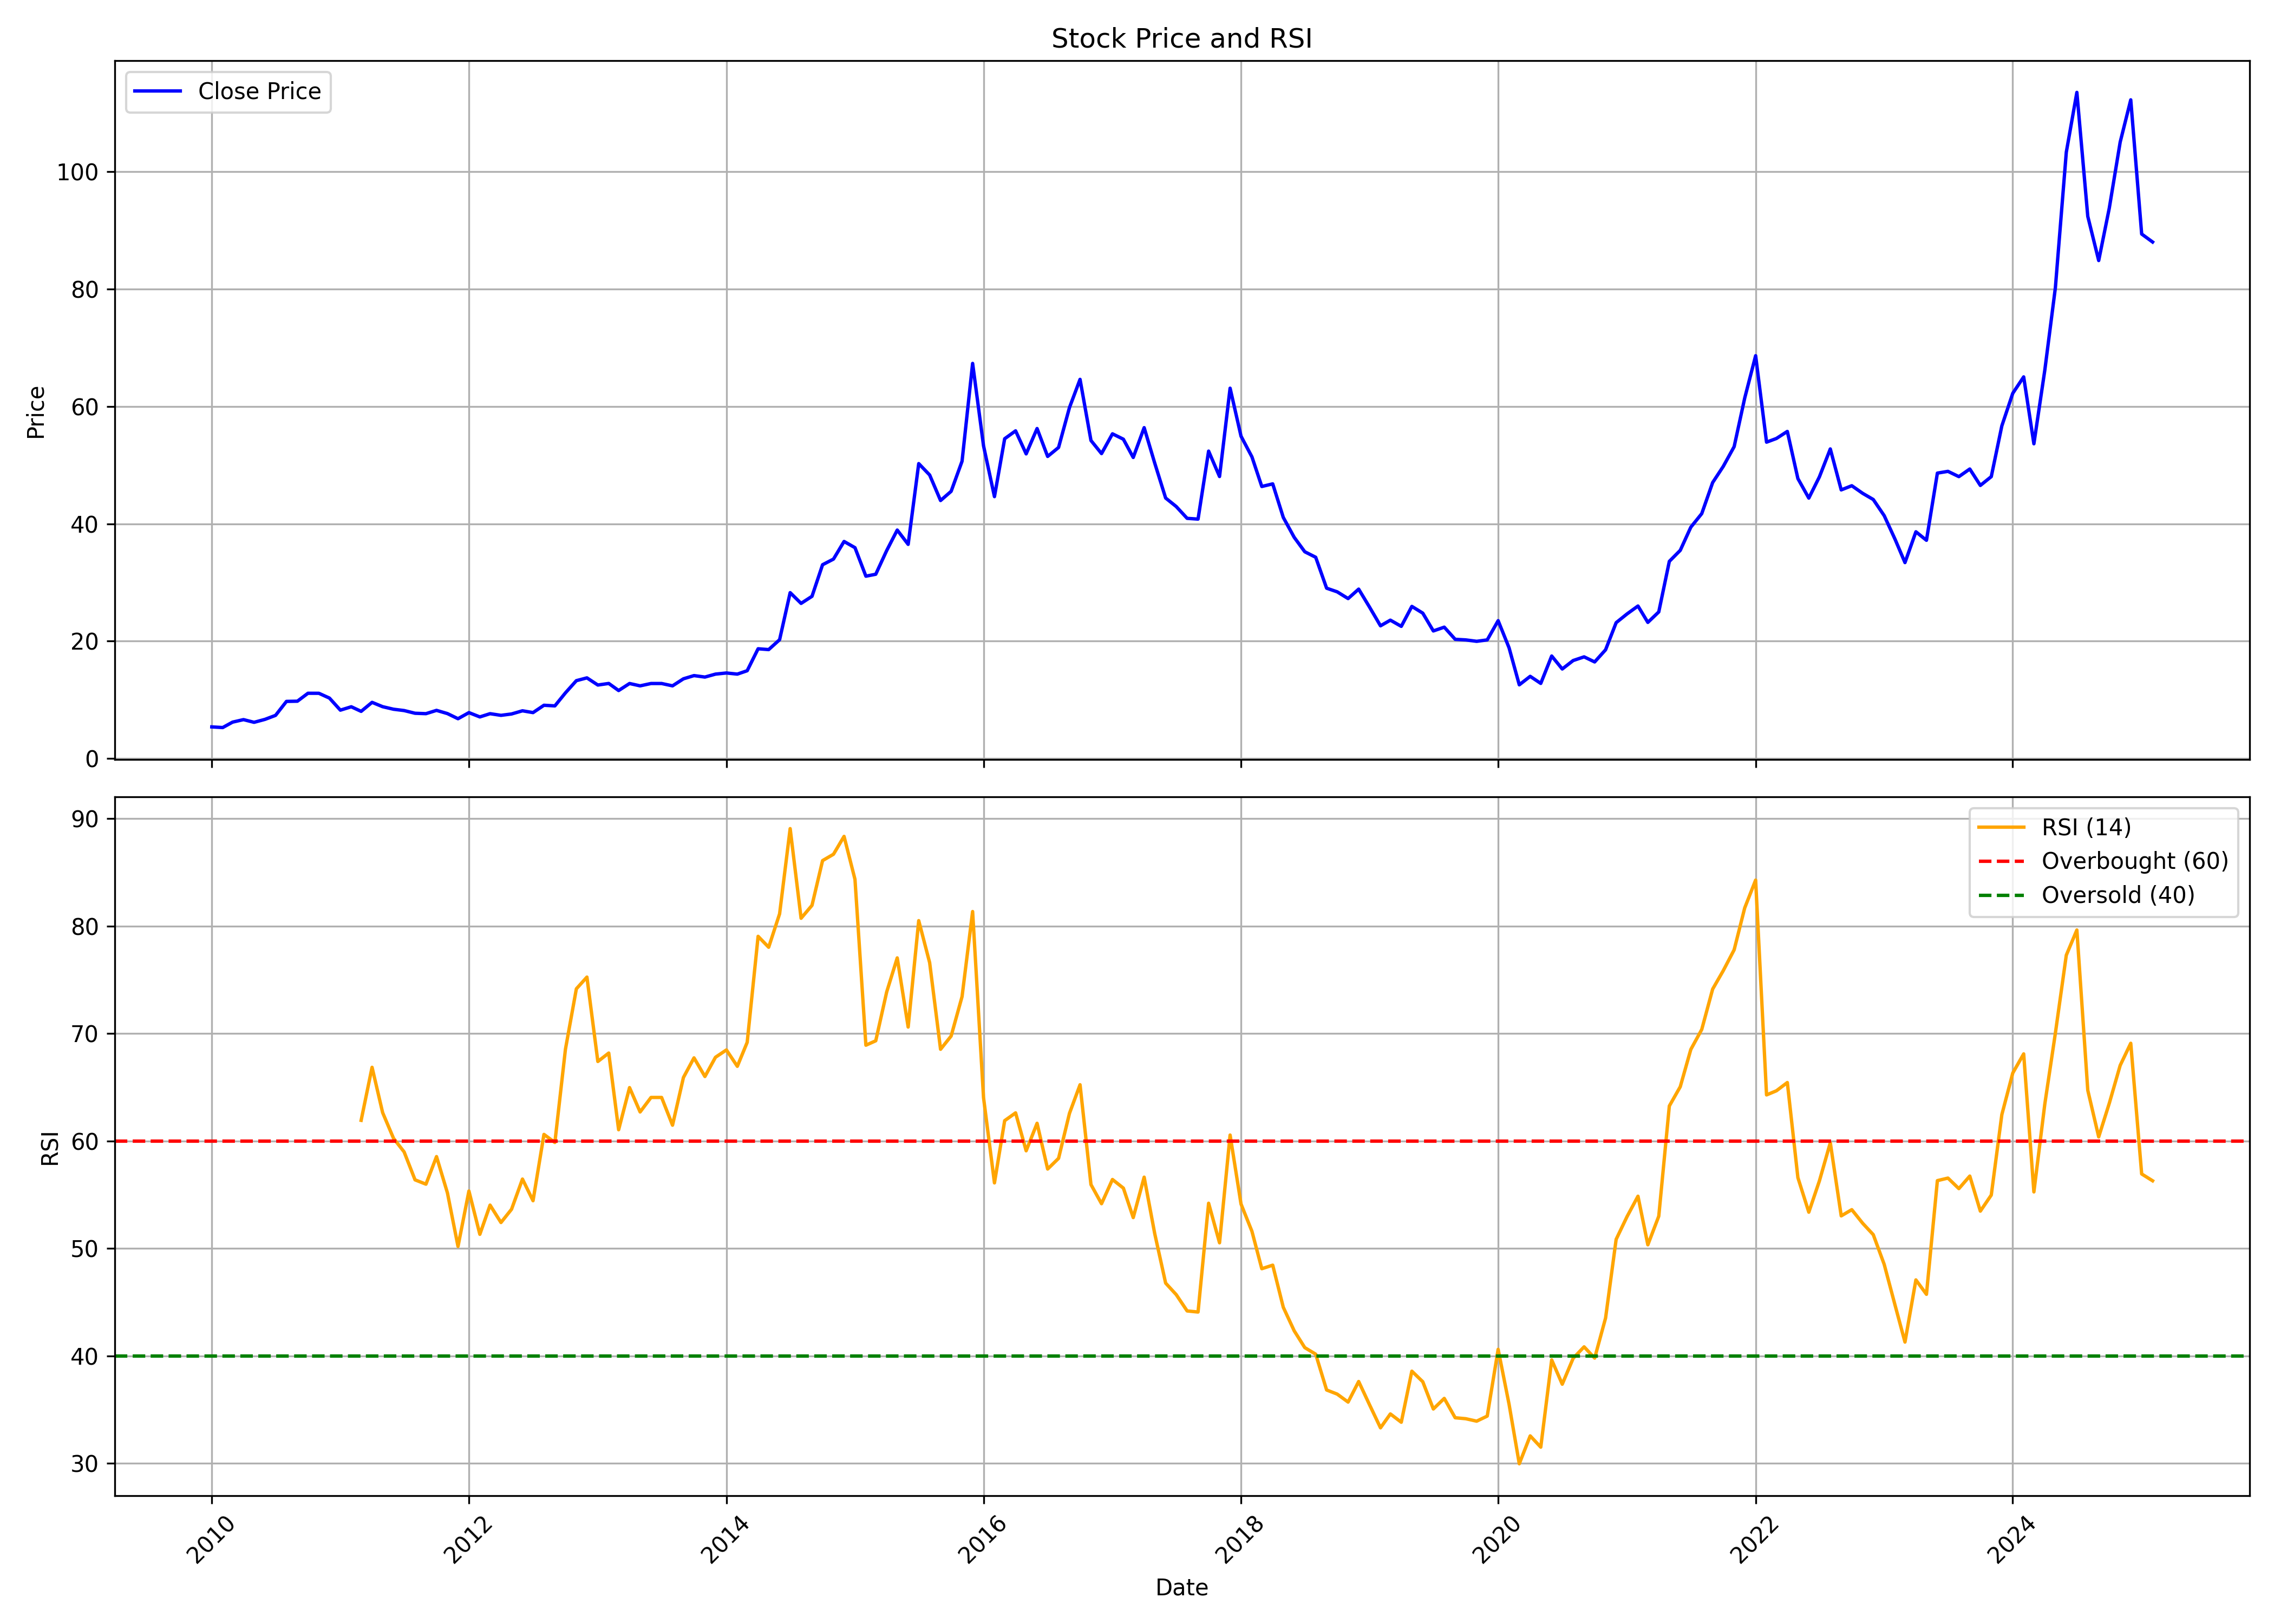 Stock Price and RSI
Close Price
100
80
60
40
20
0
Price
90
80
70
60
50
40
30
RSI
RSI (14)
Overbought (60)
Oversold (40)
2010
2012
2014
2016
2018
2020
2022
2024
Date